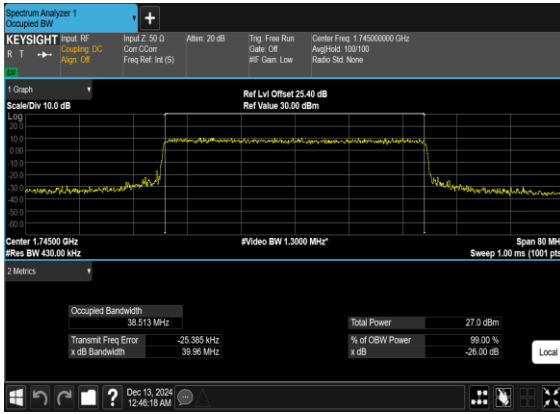 Spectrum Analyzer 1
Occupied BW
KEYSIGHT
R T
LW
Input: RF
Coupling: DC
Align: Off
Input Z: 50 Ω
Corr CCorr
Freq Ref: Int (S)
Atten: 20 dB
Trig: Free Run
Gate: Off
#IF Gain: Low
Center Freq: 1.745000000 GHz
Avg|Hold: 100/100
Radio Std: None
1 Graph
Scale/Div 10.0 dB
Ref Lvl Offset 25.40 dB
Ref Value 30.00 dBm
Log
20.0
10.0
0.00
-10.0
-20.0
-30.0
-40.0
-50.0
-60.0
Center 1.74500 GHz
#Res BW 430.00 kHz
#Video BW 1.3000 MHz*
Span 80 MH
Sweep 1.00 ms (1001 pts
2 Metrics
Occupied Bandwidth
38.513 MHz
Transmit Freq Error -25.385 kHz
x dB Bandwidth 39.96 MHz
Total Power 27.0 dBm
% of OBW Power 99.00 %
x dB -26.00 dB
Local
?
Dec 13, 2024
12:46:18 AM